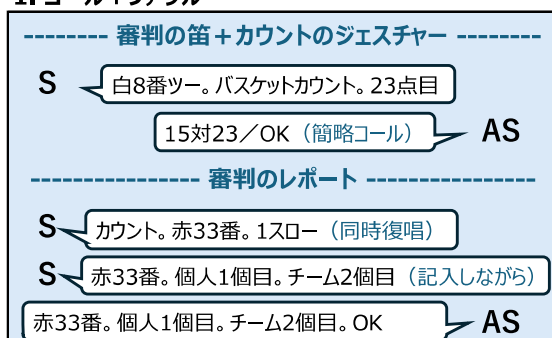 -------- 審判の笛＋カウントのジェスチャー --------
S 白8番ツー。バスケットカウント。23点目
15対23／OK（簡略コール） AS
---------------- 審判のレポート ----------------
S カウント。赤33番。1スロー（同時復唱）
S 赤33番。個人1個目。チーム2個目（記入しながら）
赤33番。個人1個目。チーム2個目。OK AS